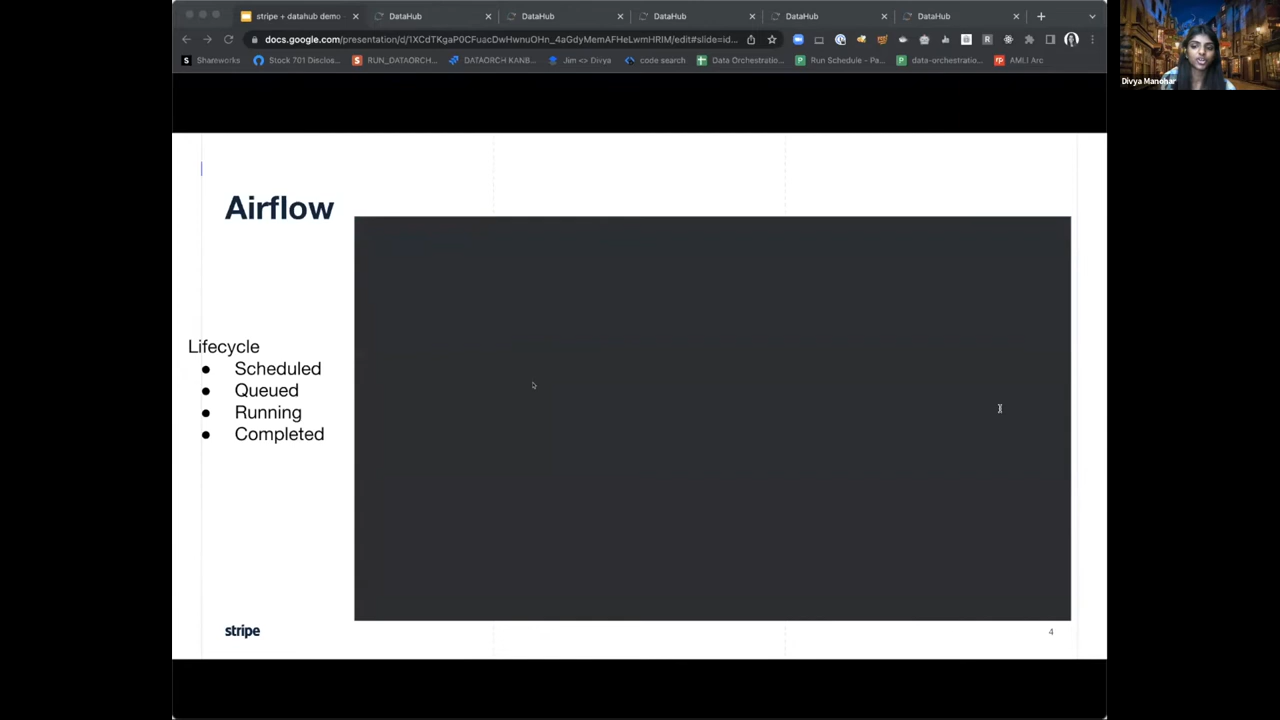 stripe + datahub demo
DataHub
DataHub
DataHub
DataHub
DataHub
docs.google.com/presentation/d/1XCdTKgaP0CFuacDwHwnuOHn_4aGdyMemAFHeLwmHRIM/edit#slide=id...
Shareworks
Stock 701 Disclos...
RUN_DATAORCH...
DATAORCH KANB...
Jim <> Divya
code search
Data Orchestratio...
Run Schedule - Pa...
data-orchestratio...
AMLI Arc
Divya Manohar
Airflow
Lifecycle
● Scheduled
● Queued
● Running
● Completed
stripe
4